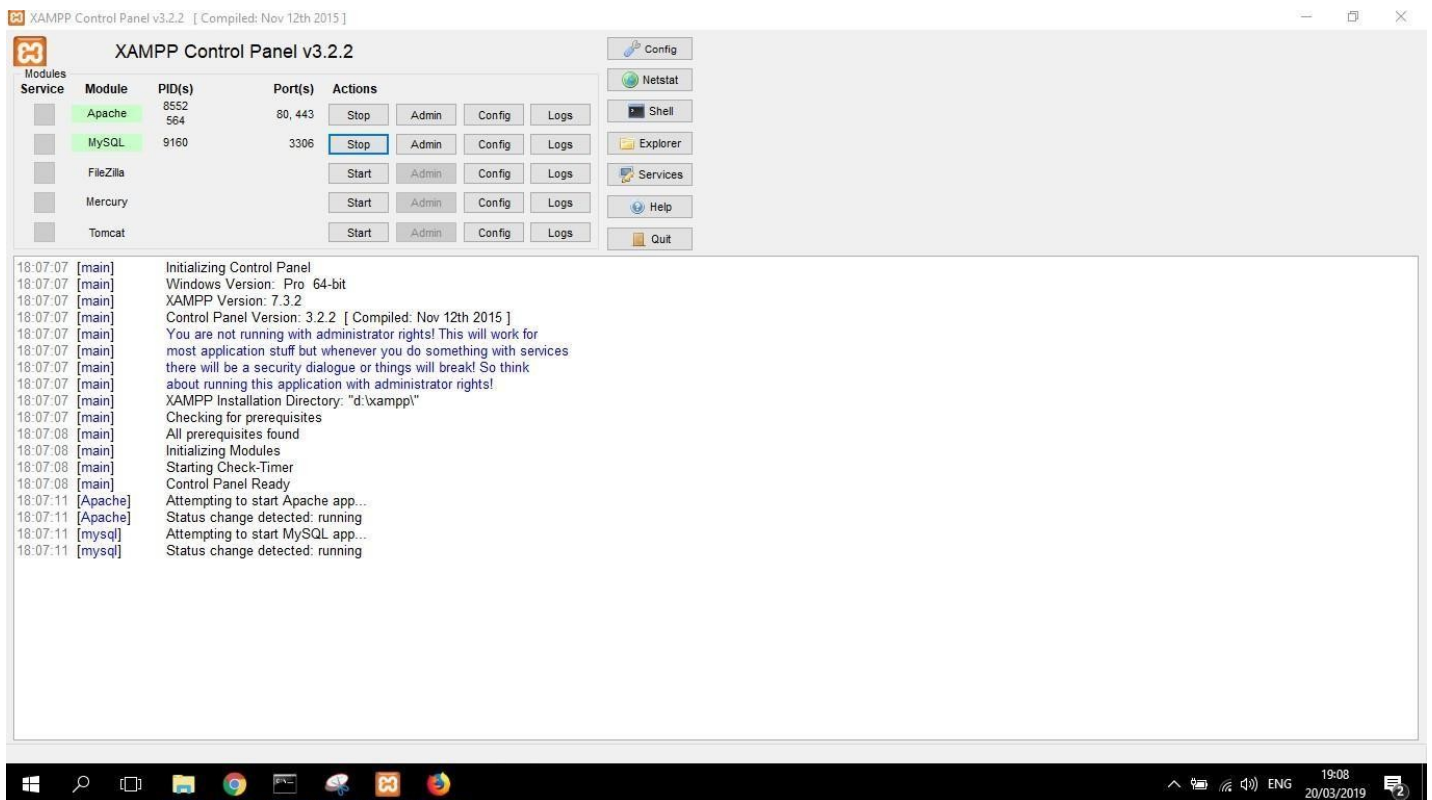 XAMPP Control Panel v3.2.2 [ Compiled: Nov 12th 2015 ]
XAMPP Control Panel v3.2.2
Modules
Service Module PID(s) Port(s) Actions
Apache 8552 564 80, 443 Stop Admin Config Logs
MySQL 9160 3306 Stop Admin Config Logs
FileZilla Start Admin Config Logs
Mercury Start Admin Config Logs
Tomcat Start Admin Config Logs
Config
Netstat
Shell
Explorer
Services
Help
Quit
18:07:07 [main] Initializing Control Panel
18:07:07 [main] Windows Version: Pro 64-bit
18:07:07 [main] XAMPP Version: 7.3.2
18:07:07 [main] Control Panel Version: 3.2.2 [ Compiled: Nov 12th 2015 ]
18:07:07 [main] You are not running with administrator rights! This will work for
18:07:07 [main] most application stuff but whenever you do something with services
18:07:07 [main] there will be a security dialogue or things will break! So think
18:07:07 [main] about running this application with administrator rights!
18:07:07 [main] XAMPP Installation Directory: "d:\xampp\"
18:07:07 [main] Checking for prerequisites
18:07:08 [main] All prerequisites found
18:07:08 [main] Initializing Modules
18:07:08 [main] Starting Check-Timer
18:07:08 [main] Control Panel Ready
18:07:11 [Apache] Attempting to start Apache app...
18:07:11 [Apache] Status change detected: running
18:07:11 [mysql] Attempting to start MySQL app...
18:07:11 [mysql] Status change detected: running
ENG
19:08
20/03/2019
2